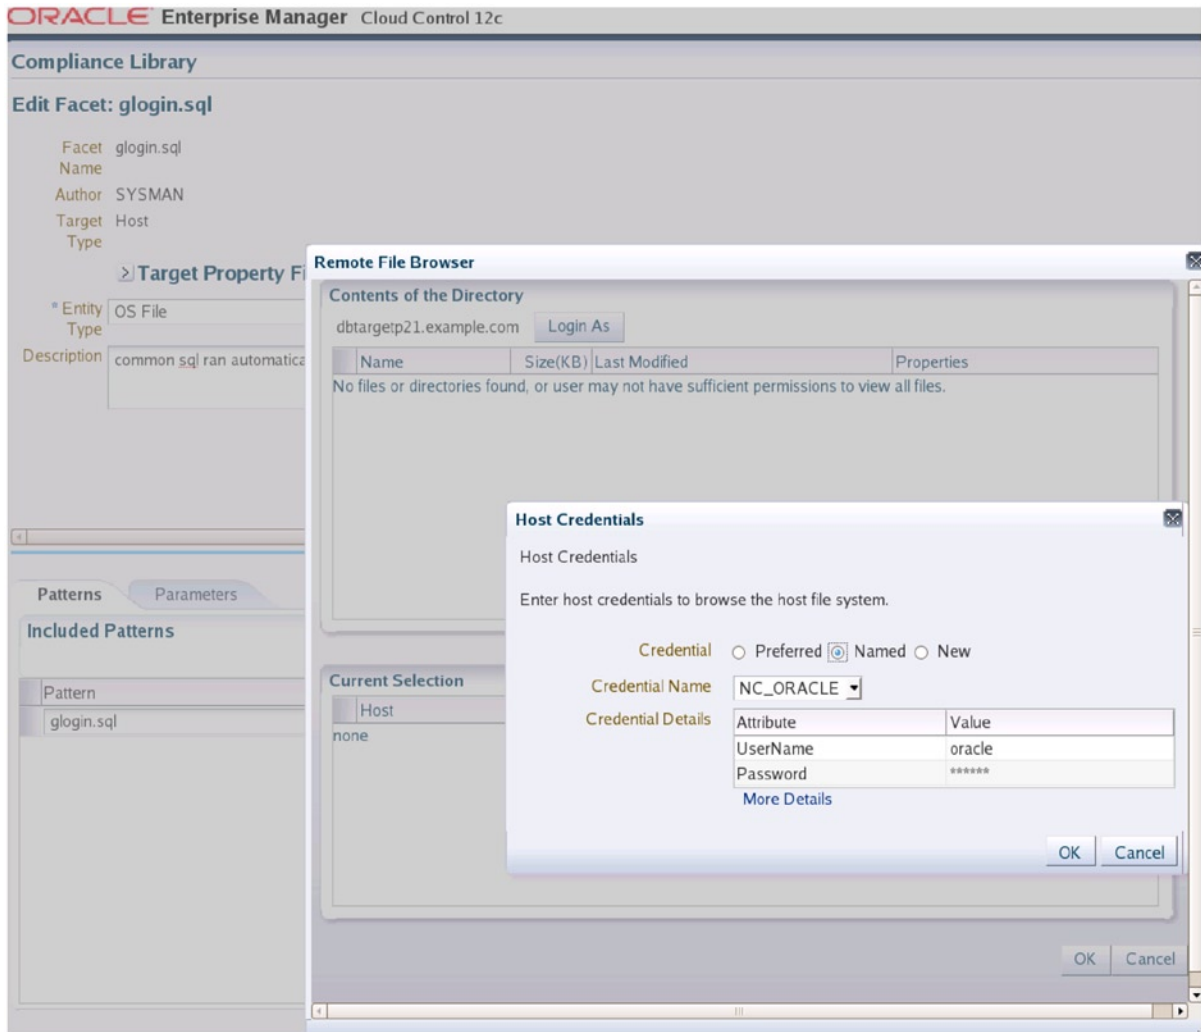 ORACLE Enterprise Manager Cloud Control 12c
Compliance Library
Edit Facet: glogin.sql
Facet Name glogin.sql
Author SYSMAN
Target Type Host
Target Property Fi
* Entity Type OS File
Description common sql ran automatica
Patterns Parameters
Included Patterns
Pattern
glogin.sql
Remote File Browser
Contents of the Directory
dbtargetp21.example.com Login As
Name Size(KB) Last Modified Properties
No files or directories found, or user may not have sufficient permissions to view all files.
Current Selection
Host
none
Host Credentials
Host Credentials
Enter host credentials to browse the host file system.
Credential Preferred Named New
Credential Name NC_ORACLE
Credential Details Attribute Value
UserName oracle
Password ******
More Details
OK Cancel
OK Cancel